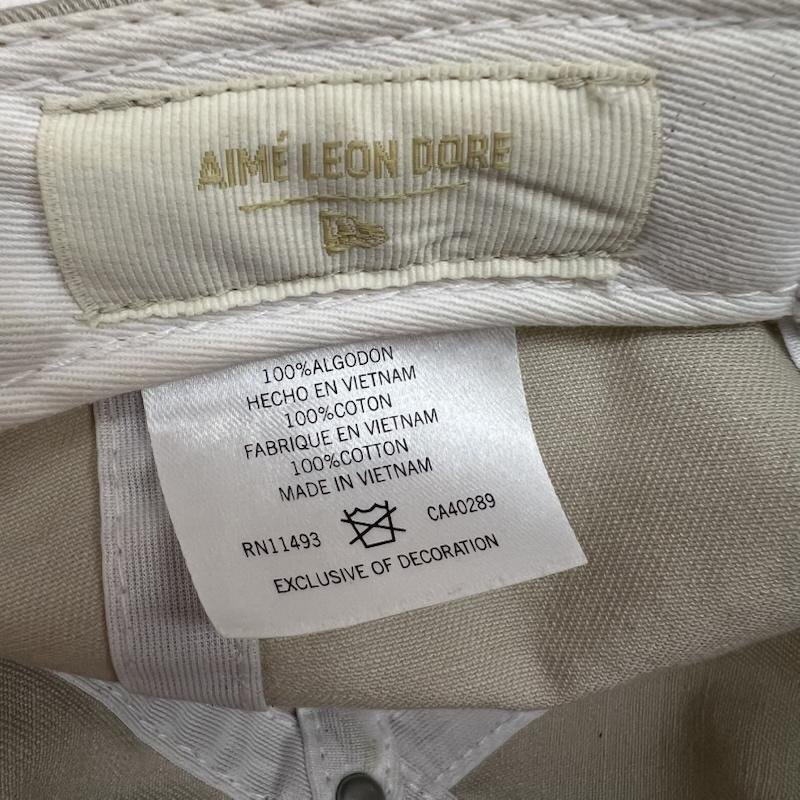 AIMÉ LEON DORE
100%ALGODON
HECHO EN VIETNAM
100%COTON
FABRIQUE EN VIETNAM
100%COTTON
MADE IN VIETNAM
RN11493 CA40289
EXCLUSIVE OF DECORATION